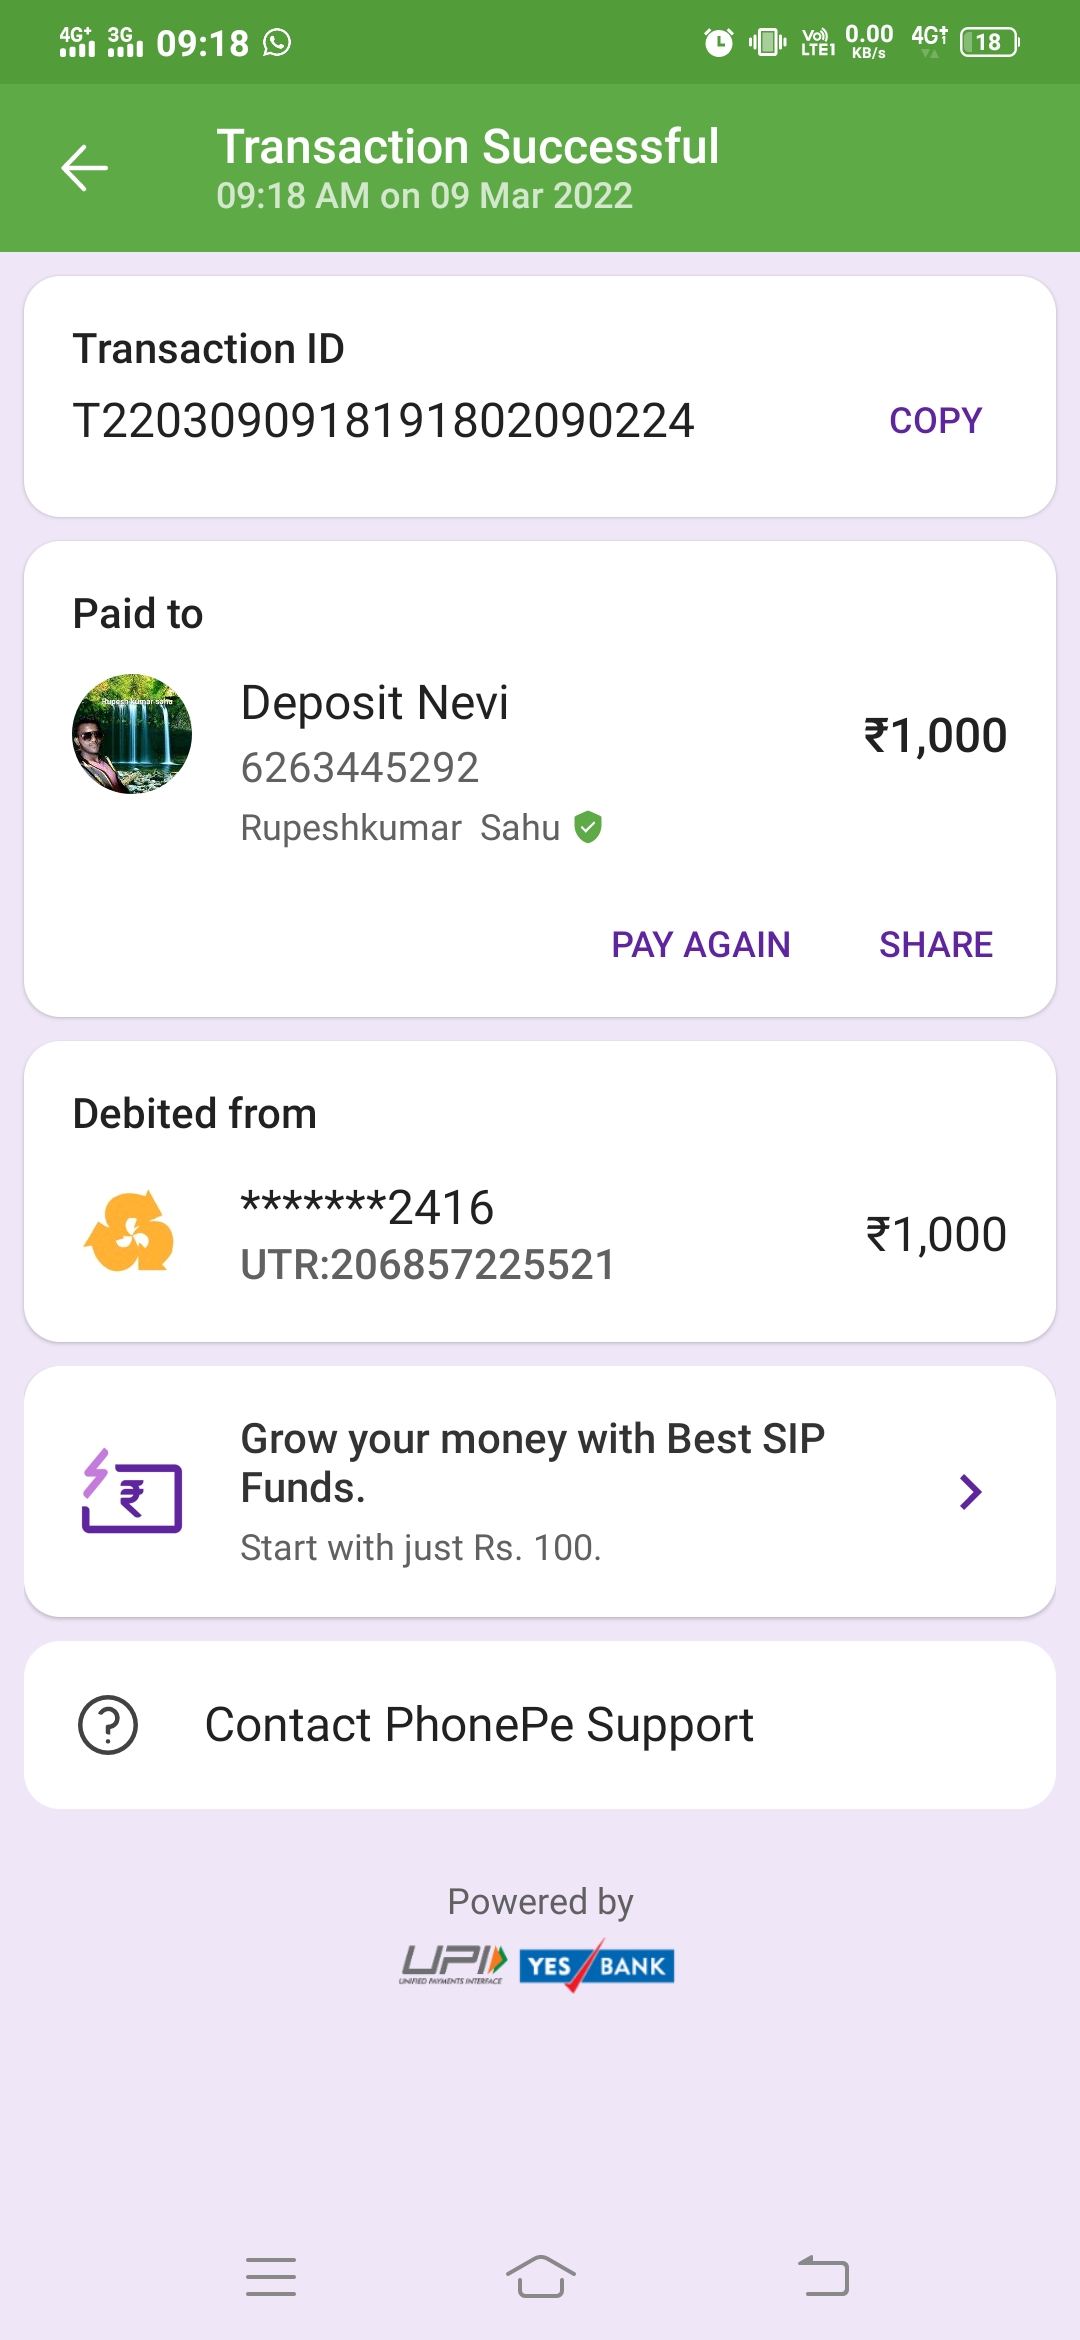 4G+ 3G 09:18 Vo)) LTE1 0.00 KB/s 4G+ 18
Transaction Successful
09:18 AM on 09 Mar 2022
Transaction ID
T2203090918191802090224 COPY
Paid to
Rupesh kumar sahu
Deposit Nevi
6263445292
₹1,000
Rupeshkumar Sahu
PAY AGAIN SHARE
Debited from
*******2416
UTR:206857225521
₹1,000
Grow your money with Best SIP
Funds.
Start with just Rs. 100.
Contact PhonePe Support
Powered by
UPI YES BANK
UNIFIED PAYMENTS INTERFACE